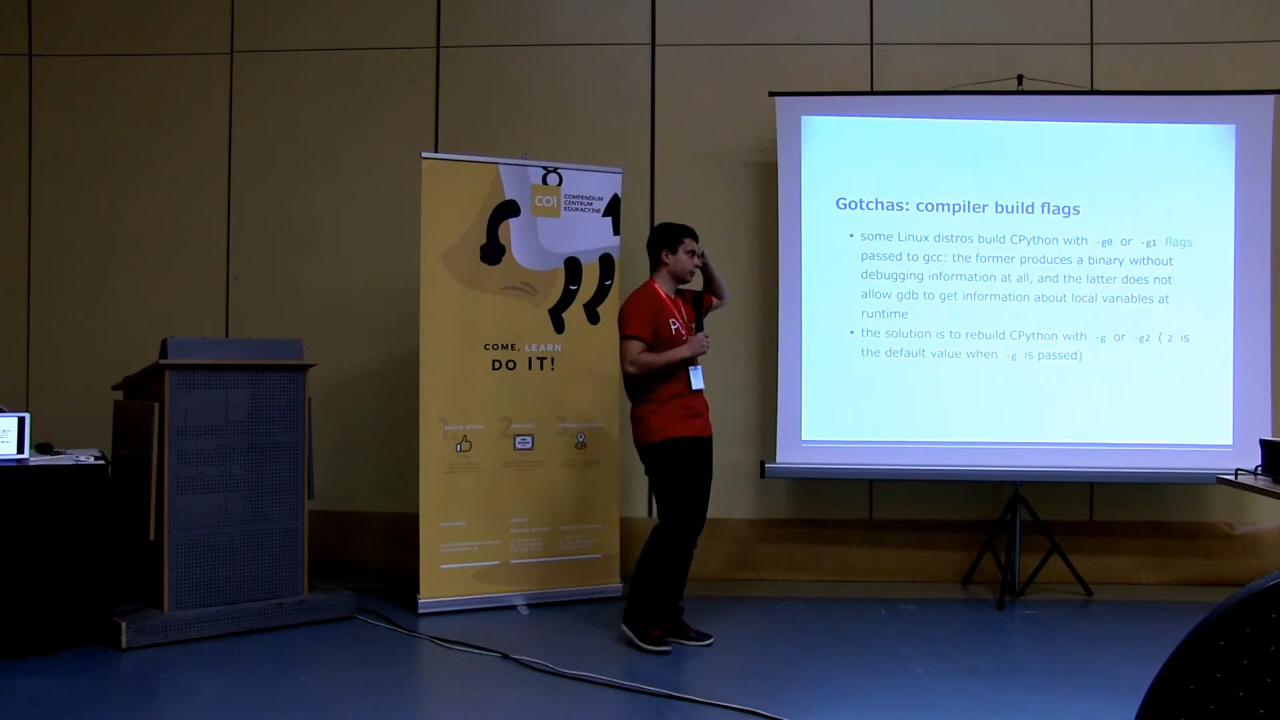 CO1
COMPENDIUM
CENTRUM
EDUKACYJNE
COME, LEARN
DO IT!
Gotchas: compiler build flags
• some Linux distros build CPython with -g0 or -g1 flags
passed to gcc: the former produces a binary without
debugging information at all, and the latter does not
allow gdb to get information about local variables at
runtime
• the solution is to rebuild CPython with -g or -g2 ( 2 is
the default value when -g is passed)